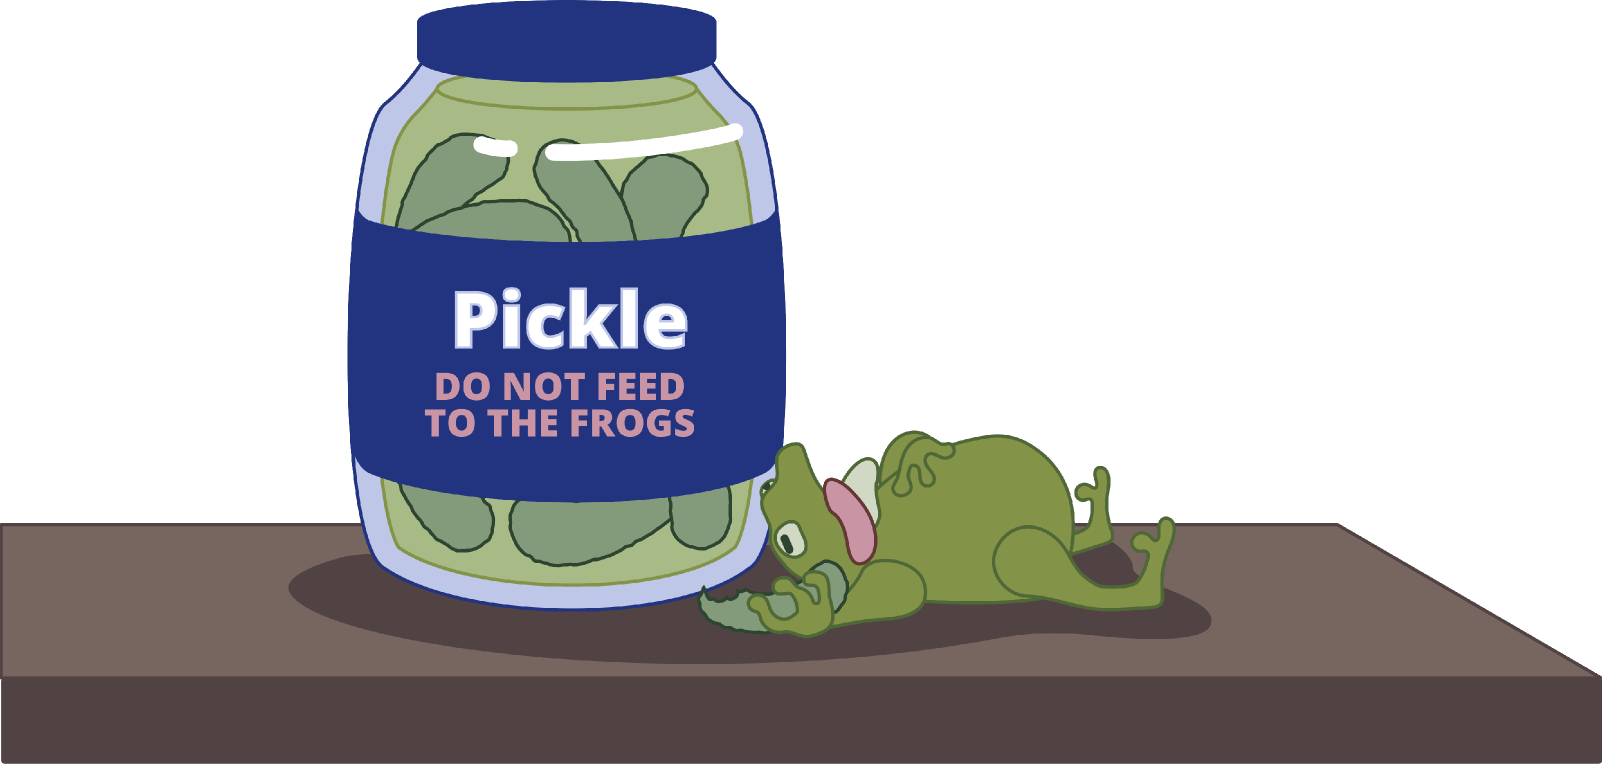 Pickle
DO NOT FEED
TO THE FROGS